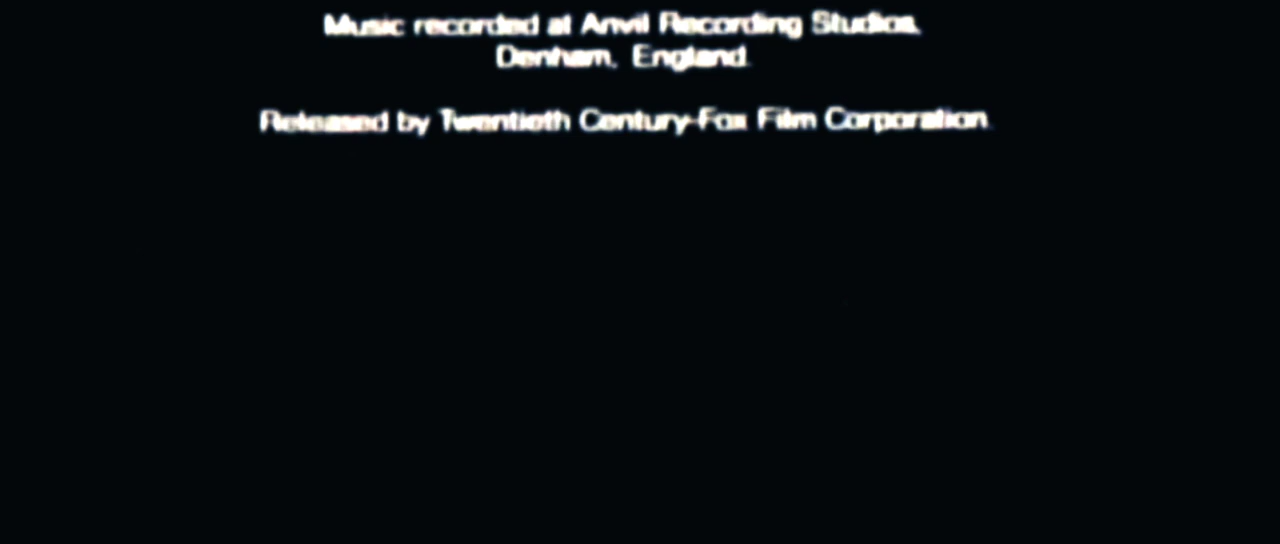 Music recorded at Anvil Recording Studios,
Denham, England.
Released by Twentieth Century-Fox Film Corporation.